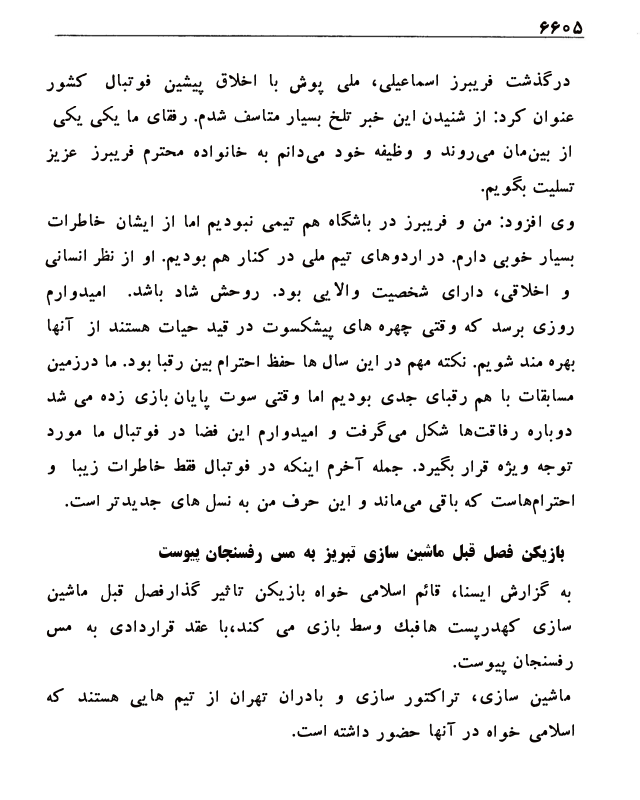 ۶۶۰۵
درگذشت فریبرز اسماعیلی، ملی پوش با اخلاق پیشین فوتبال کشور
عنوان کرد: از شنیدن این خبر تلخ بسیار متاسف شدم. رفقای ما یکی یکی
از بین‌مان می‌روند و وظیفه خود می‌دانم به خانواده محترم فریبرز عزیز
تسلیت بگویم.
وی افزود: من و فریبرز در باشگاه هم تیمی نبودیم اما از ایشان خاطرات
بسیار خوبی دارم. در اردوهای تیم ملی در کنار هم بودیم. او از نظر انسانی
و اخلاقی، دارای شخصیت والایی بود. روحش شاد باشد. امیدوارم
روزی برسد که وقتی چهره های پیشکسوت در قید حیات هستند از آنها
بهره مند شویم. نکته مهم در این سال ها حفظ احترام بین رقبا بود. ما درزمین
مسابقات با هم رقبای جدی بودیم اما وقتی سوت پایان بازی زده می شد
دوباره رفاقت‌ها شکل می‌گرفت و امیدوارم این فضا در فوتبال ما مورد
توجه ویژه قرار بگیرد. جمله آخرم اینکه در فوتبال فقط خاطرات زیبا و
احترام‌هاست که باقی می‌ماند و این حرف من به نسل های جدیدتر است.
بازیکن فصل قبل ماشین سازی تبریز به مس رفسنجان پیوست
به گزارش ایسنا، قائم اسلامی خواه بازیکن تاثیر گذارفصل قبل ماشین
سازی کهدرپست هافبك وسط بازی می کند،با عقد قراردادی به مس
رفسنجان پیوست.
ماشین سازی، تراکتور سازی و بادران تهران از تیم هایی هستند که
اسلامی خواه در آنها حضور داشته است.